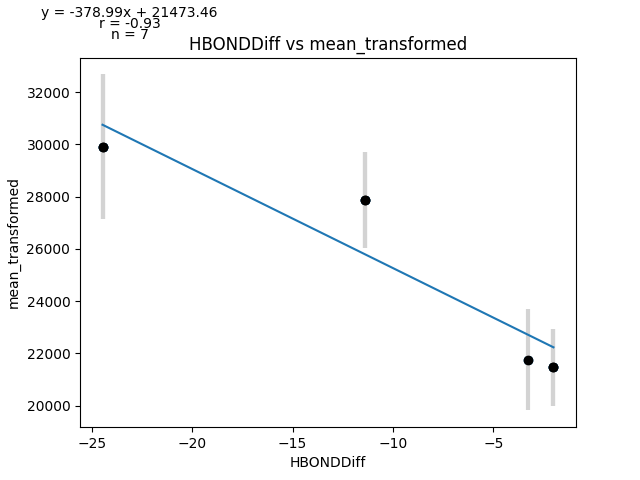 y = -378.99x + 21473.46
r = -0.93
n = 7
HBONDDiff vs mean_transformed
32000
30000
28000
26000
24000
22000
20000
mean_transformed
−25
−20
−15
−10
−5
HBONDDiff